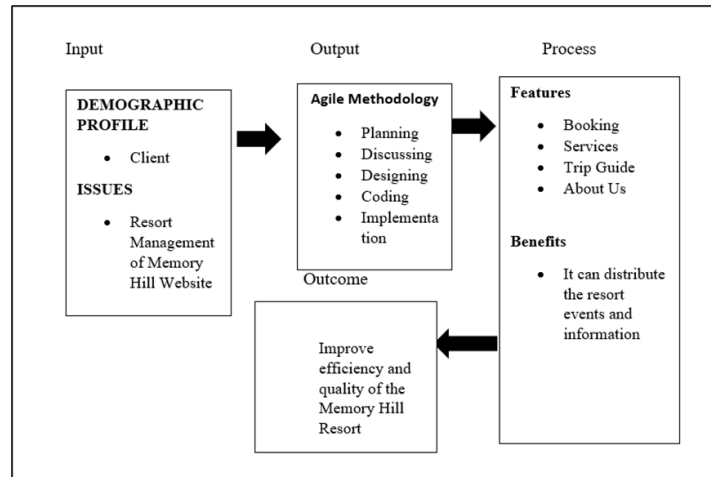 Input
DEMOGRAPHIC
PROFILE
• Client
ISSUES
• Resort
Management
of Memory
Hill Website
Output
Agile Methodology
• Planning
• Discussing
• Designing
• Coding
• Implementa
tion
Process
Features
• Booking
• Services
• Trip Guide
• About Us
Benefits
• It can distribute
the resort
events and
information
Outcome
Improve
efficiency and
quality of the
Memory Hill
Resort